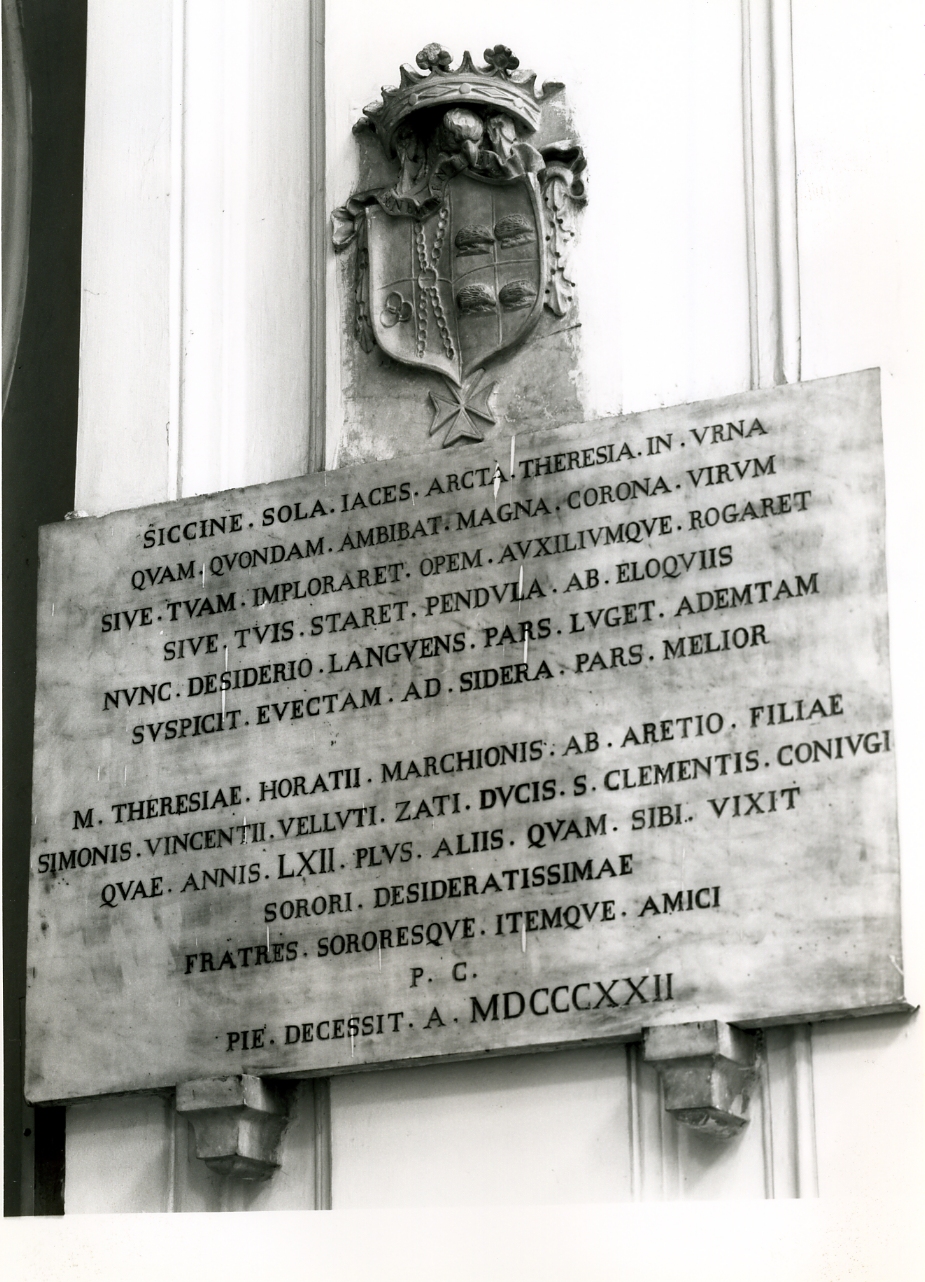 SICCINE. SOLA. IACES. ARCTA. THERESIA. IN. VRNA
QVAM. QVONDAM. AMBIBAT. MAGNA. CORONA. VIRVM
SIVE. TVAM. IMPLORARET. OPEM. AVXILIVMQVE. ROGARET
SIVE. TVIS. STARET. PENDVLA. AB. ELOQVIIS
NVNC. DESIDERIO. LANGVENS. PARS. LVGET. ADEMTAM
SVSPICIT. EVECTAM. AD. SIDERA. PARS. MELIOR
M. THERESIAE. HORATII. MARCHIONIS. AB. ARETIO. FILIAE
SIMONIS. VINCENTII. VELLVTI. ZATI. DVCIS. S. CLEMENTIS. CONIVGI
QVAE. ANNIS. LXII. PLVS. ALIIS. QVAM. SIBI. VIXIT
SORORI. DESIDERATISSIMAE
FRATRES. SORORESQVE. ITEMQVE. AMICI
P. C.
PIE. DECESSIT. A. MDCCCXXII